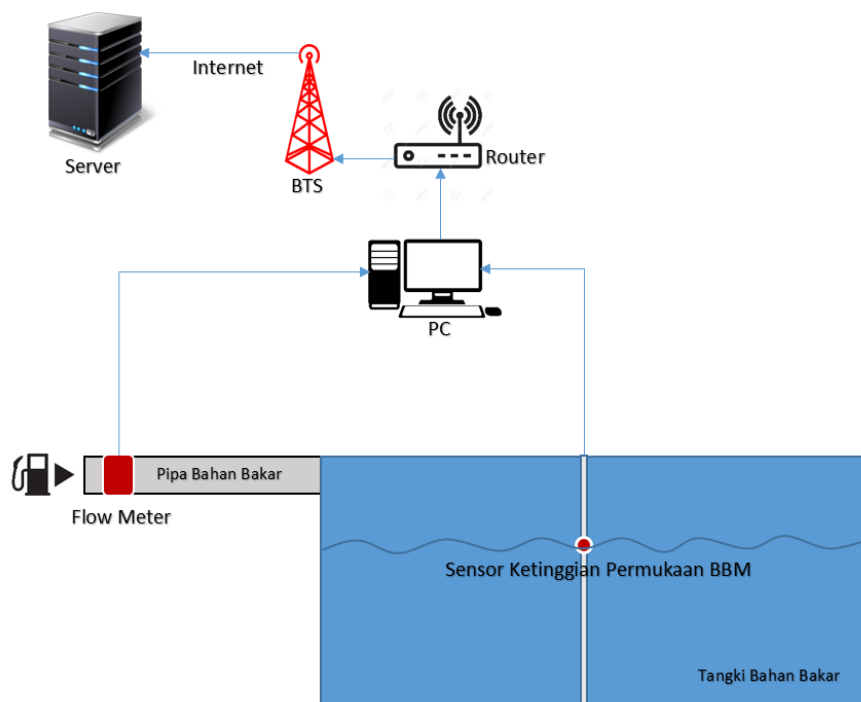 Internet
Server
BTS
Router
PC
Pipa Bahan Bakar
Flow Meter
Sensor Ketinggian Permukaan BBM
Tangki Bahan Bakar